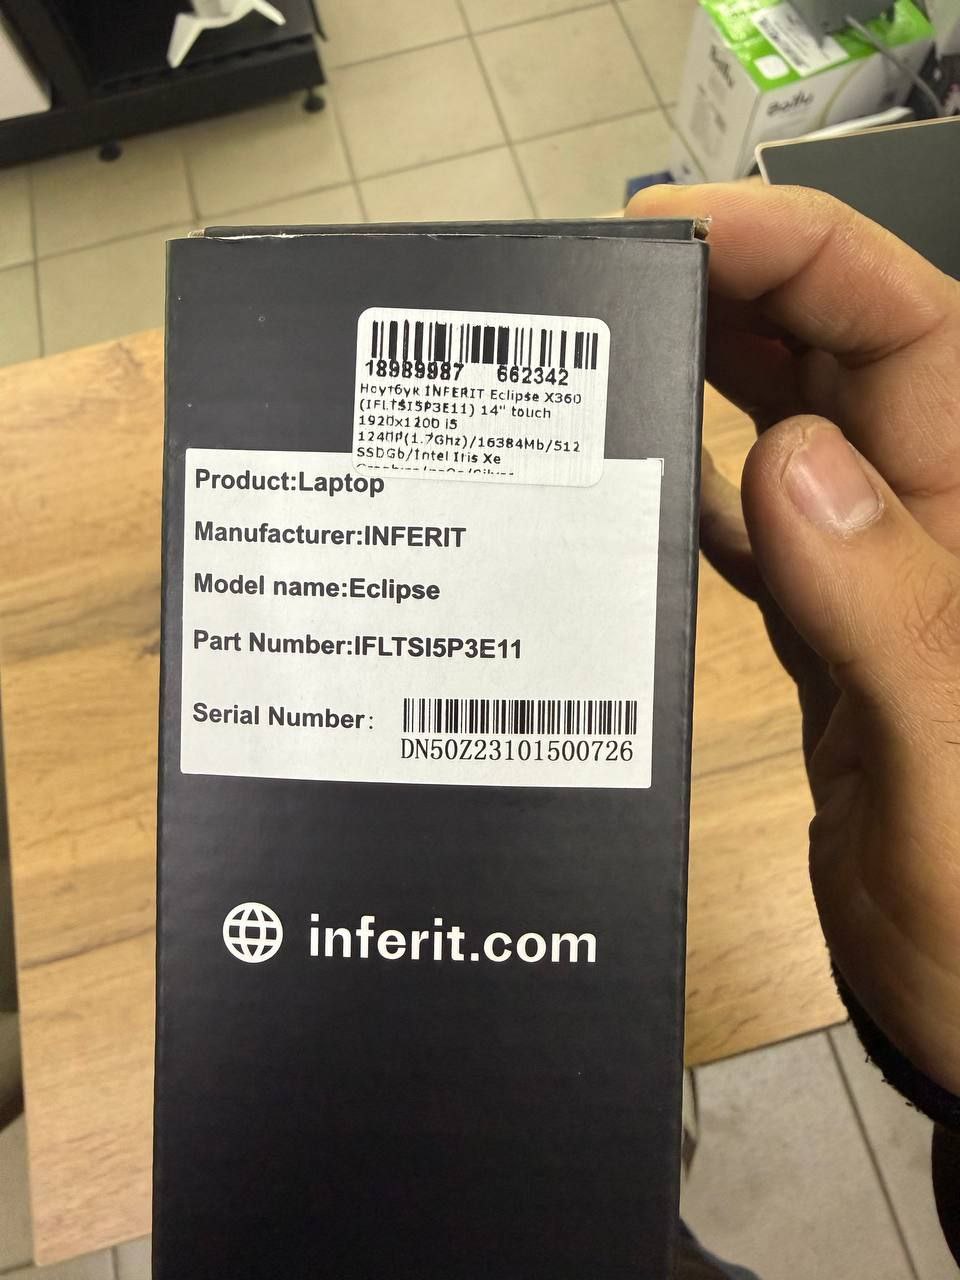 18989987 662342
Ноутбук INFERIT Eclipse X360
(IFLTSI5P3E11) 14" touch
1920x1200 i5
1240P(1.7Ghz)/16384Mb/512
SSDGb/Intel Iris Xe
Product:Laptop
Manufacturer:INFERIT
Model name:Eclipse
Part Number:IFLTSI5P3E11
Serial Number:
DN50Z23101500726
inferit.com